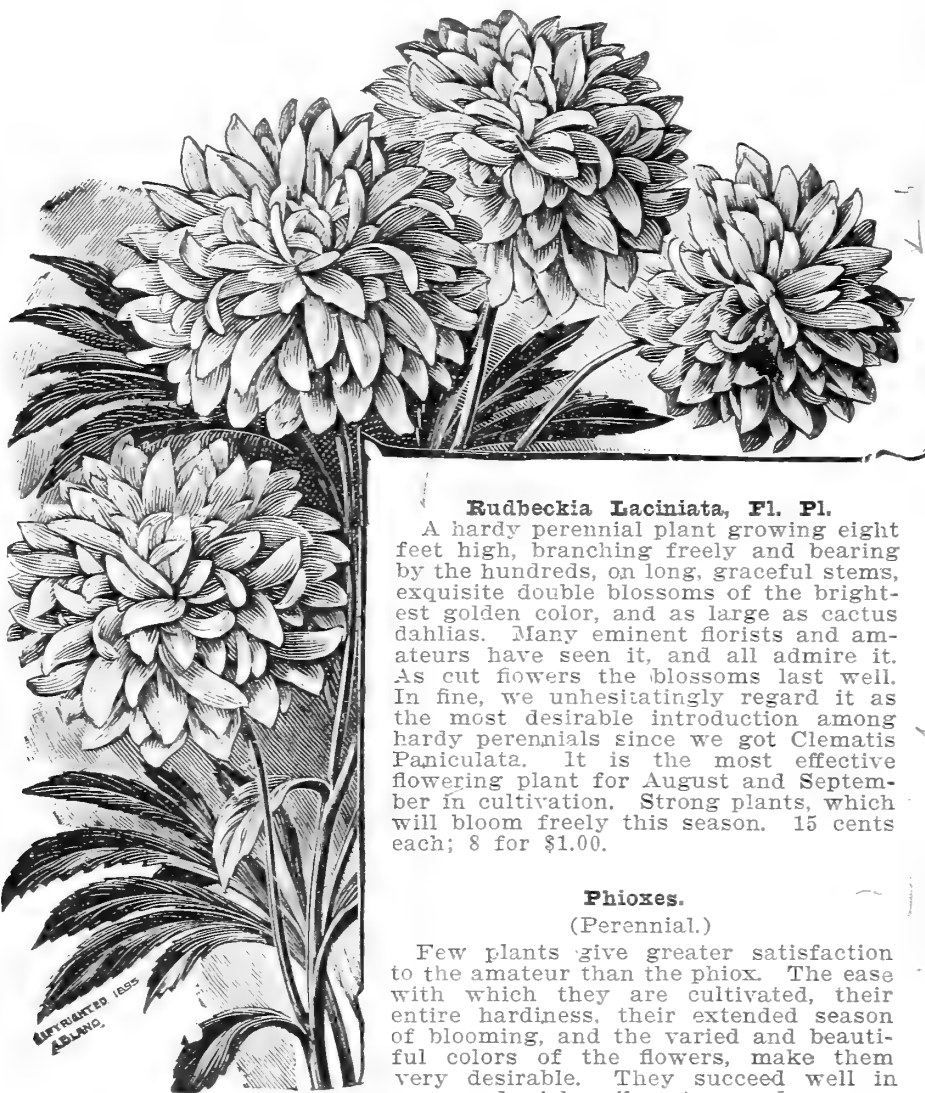 Rudbeckia Laciniata, Fl. Pl.
A hardy perennial plant growing eight
feet high, branching freely and bearing
by the hundreds, on long, graceful stems,
exquisite double blossoms of the bright-
est golden color, and as large as cactus
dahlias. Many eminent florists and am-
ateurs have seen it, and all admire it.
As cut flowers the blossoms last well.
In fine, we unhesitatingly regard it as
the most desirable introduction among
hardy perennials since we got Clematis
Paniculata. It is the most effective
flowering plant for August and Septem-
ber in cultivation. Strong plants, which
will bloom freely this season. 15 cents
each; 8 for $1.00.
Phioxes.
(Perennial.)
Few plants give greater satisfaction
to the amateur than the phiox. The ease
with which they are cultivated, their
entire hardiness, their extended season
of blooming, and the varied and beauti-
ful colors of the flowers, make them
very desirable. They succeed well in
COPYRIGHTED 1895
A.BLANC.